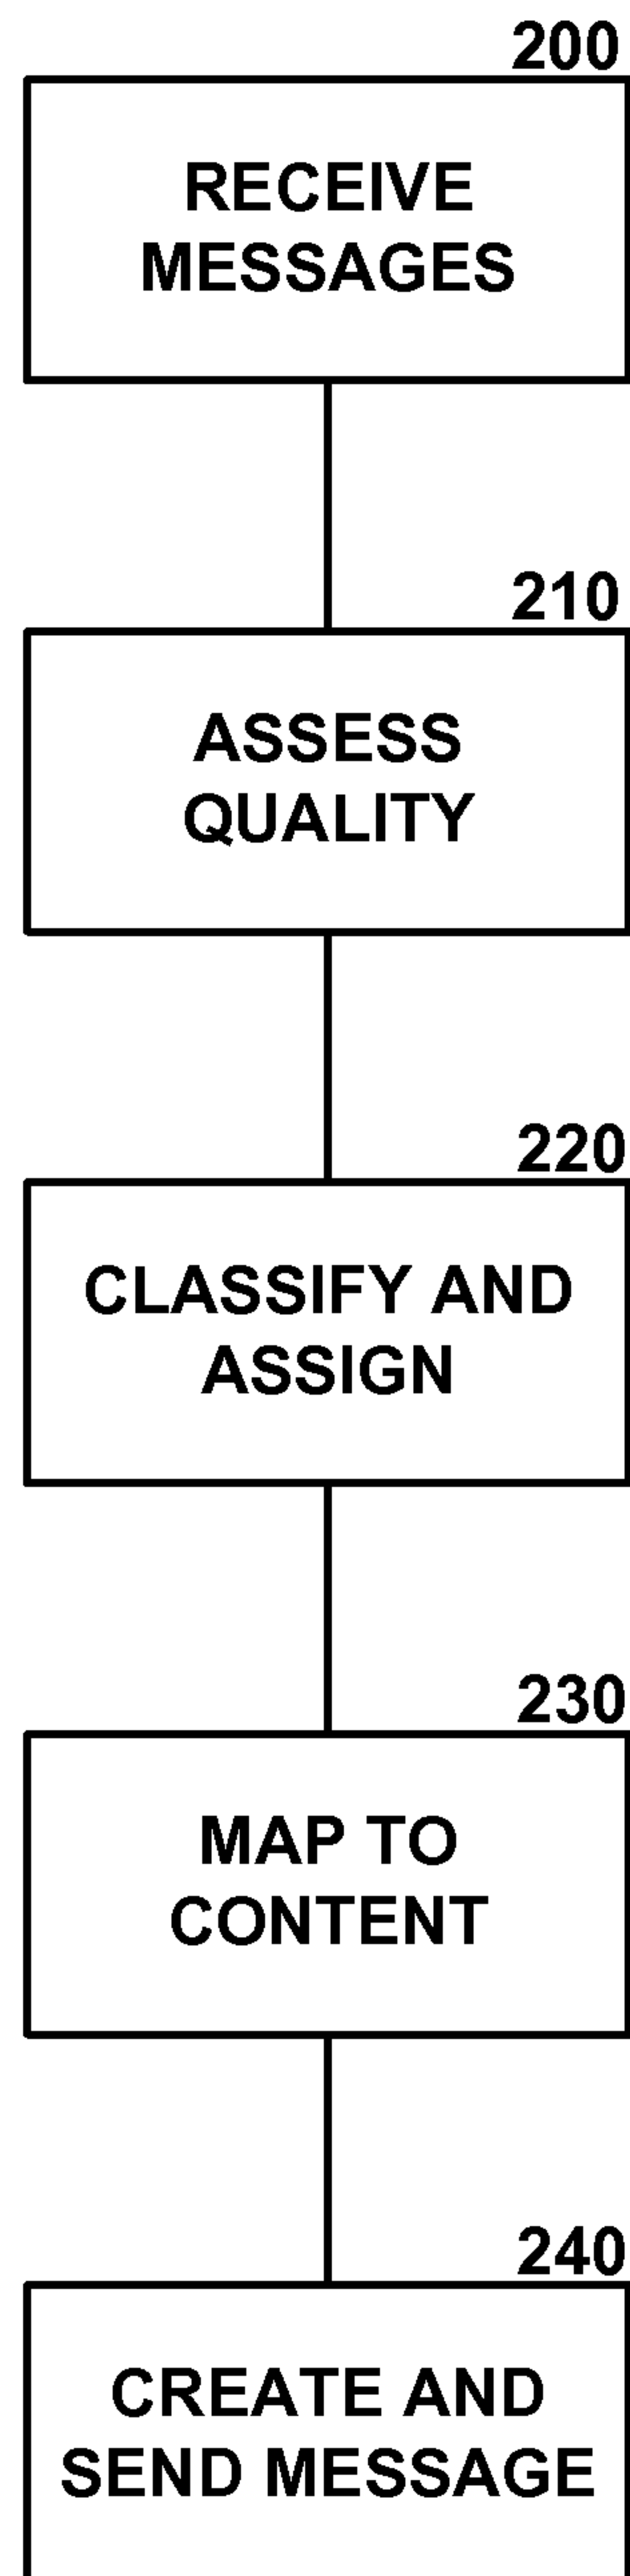 200
RECEIVE
MESSAGES
210
ASSESS
QUALITY
220
CLASSIFY AND
ASSIGN
230
MAP TO
CONTENT
240
CREATE AND
SEND MESSAGE